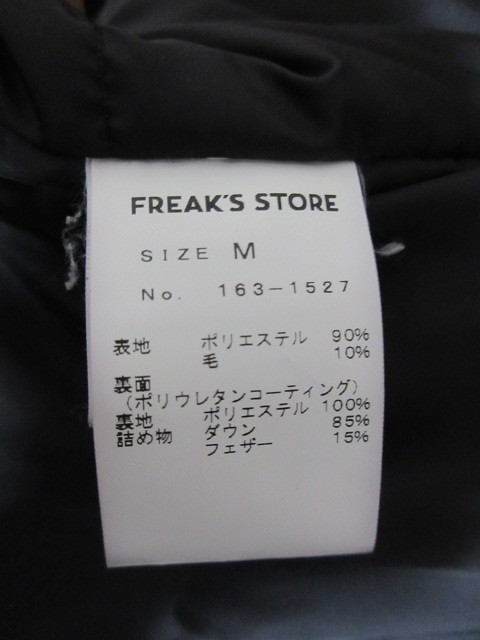 FREAK'S STORE
SIZE M
No. 163-1527
表地 ポリエステル 90%
毛 10%
裏面
(ポリウレタンコーティング)
裏地 ポリエステル 100%
詰め物 ダウン 85%
フェザー 15%